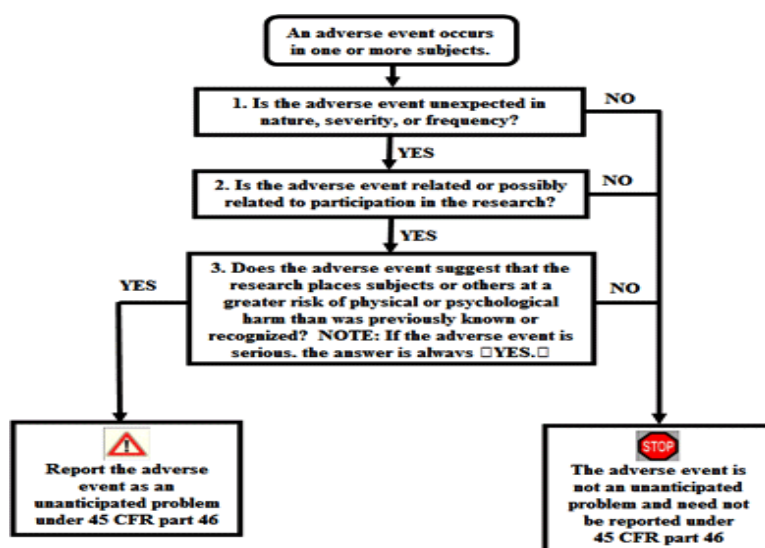 An adverse event occurs
in one or more subjects.
1. Is the adverse event unexpected in
nature, severity, or frequency?
NO
YES
2. Is the adverse event related or possibly
related to participation in the research?
NO
YES
3. Does the adverse event suggest that the
research places subjects or others at a
greater risk of physical or psychological
harm than was previously known or
recognized? NOTE: If the adverse event is
serious, the answer is always □YES.□
YES
NO
Report the adverse
event as an
unanticipated problem
under 45 CFR part 46
STOP
The adverse event is
not an unanticipated
problem and need not
be reported under
45 CFR part 46